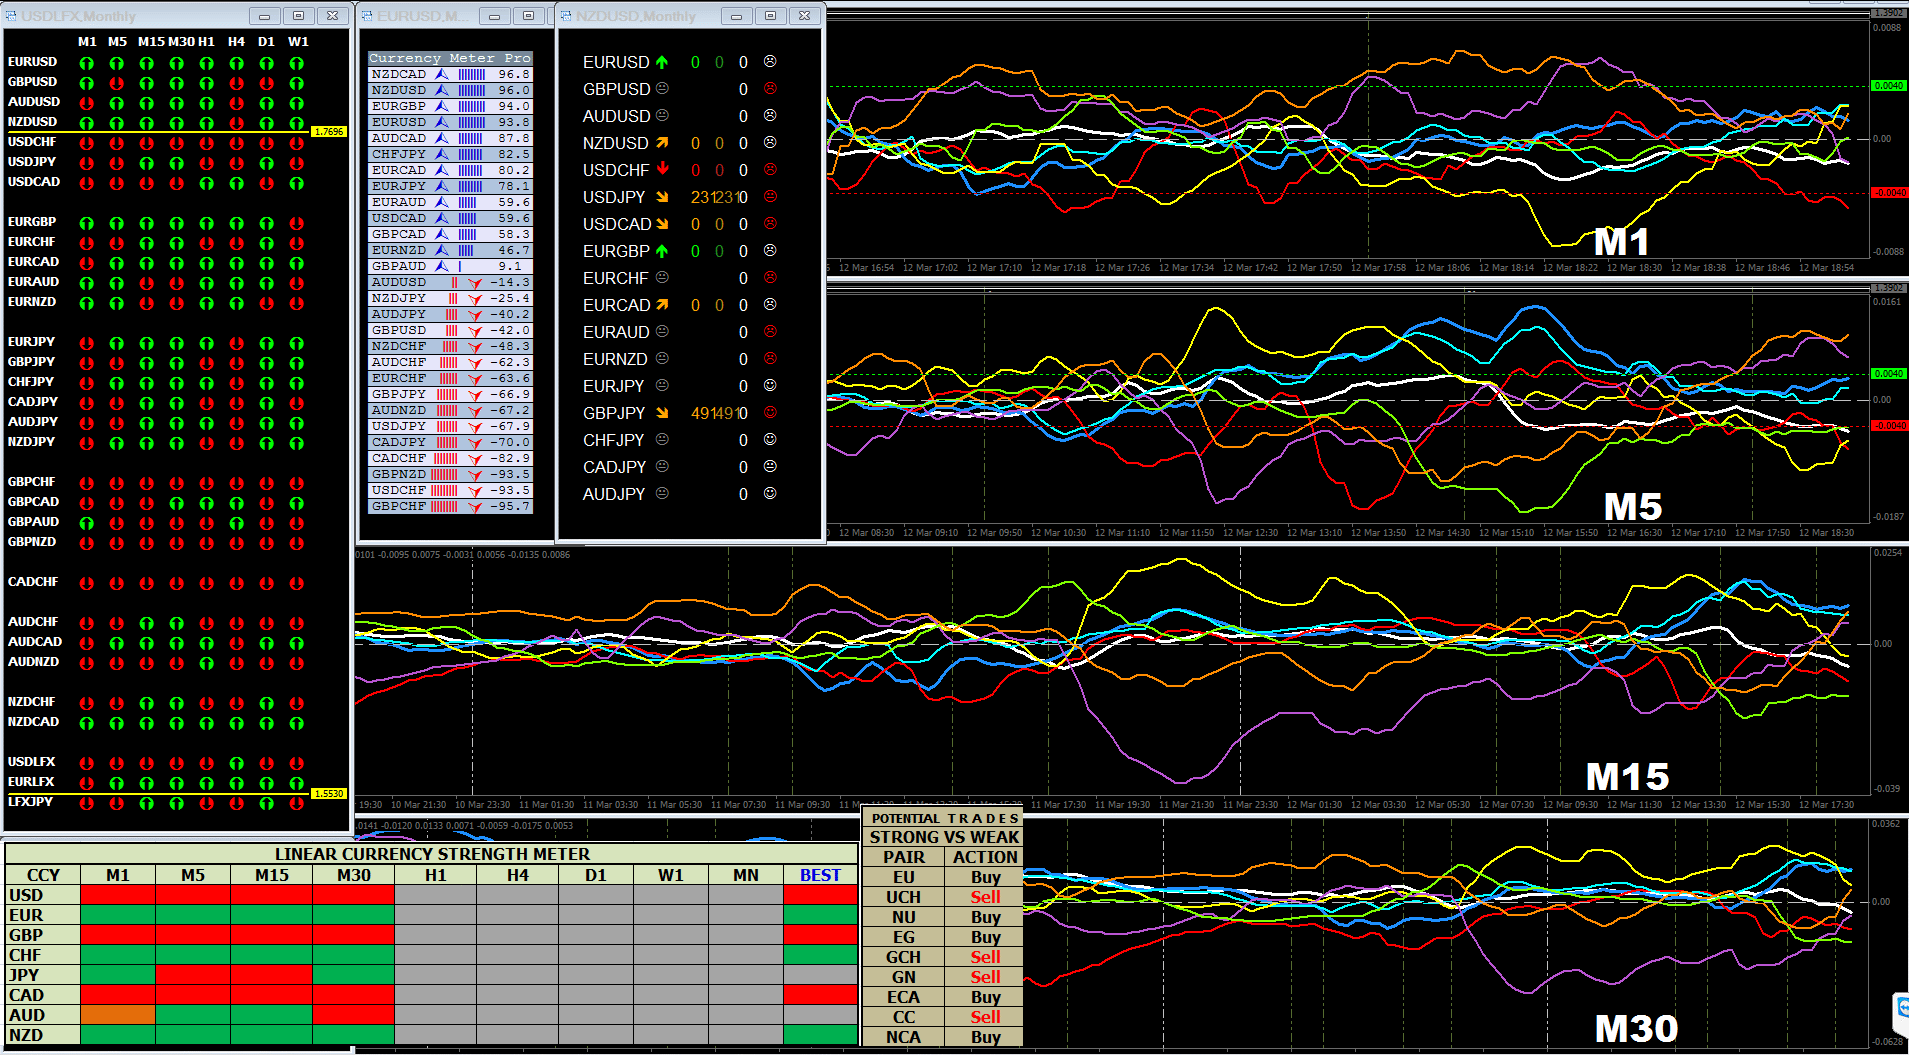 USDLFX,Monthly
M1 M5 M15 M30 H1 H4 D1 W1
EURUSD
GBPUSD
AUDUSD
NZDUSD
1.7696
USDCHF
USDJPY
USDCAD
EURGBP
EURCHF
EURCAD
EURAUD
EURNZD
EURJPY
GBPJPY
CHFJPY
CADJPY
AUDJPY
NZDJPY
GBPCHF
GBPCAD
GBPAUD
GBPNZD
CADCHF
AUDCHF
AUDCAD
AUDNZD
NZDCHF
NZDCAD
USDLFX
EURLFX
1.5530
LFXJPY
EURUSD,M...
Currency Meter Pro
NZDCAD 96.8
NZDUSD 96.0
EURGBP 94.0
EURUSD 93.8
AUDCAD 87.8
CHFJPY 82.5
EURCAD 80.2
EURJPY 78.1
EURAUD 59.6
USDCAD 59.6
GBPCAD 58.3
EURNZD 46.7
GBPAUD 9.1
AUDUSD -14.3
NZDJPY -25.4
AUDJPY -40.2
GBPUSD -42.0
NZDCHF -48.3
AUDCHF -62.3
EURCHF -63.6
GBPJPY -66.9
AUDNZD -67.2
USDJPY -67.9
CADJPY -70.0
CADCHF -82.9
GBPNZD -93.5
USDCHF -93.5
GBPCHF -95.7
NZDUSD,Monthly
EURUSD 0 0 0
GBPUSD 0
AUDUSD 0
NZDUSD 0 0 0
USDCHF 0 0 0
USDJPY 231 231 0
USDCAD 0 0 0
EURGBP 0 0 0
EURCHF 0
EURCAD 0 0 0
EURAUD 0
EURNZD 0
EURJPY 0
GBPJPY 491 491 0
CHFJPY 0
CADJPY 0
AUDJPY 0
1.3902
0.0088
0.0040
0.00
-0.0040
-0.0088
M1
12 Mar 16:54 12 Mar 17:02 12 Mar 17:10 12 Mar 17:18 12 Mar 17:26 12 Mar 17:34 12 Mar 17:42 12 Mar 17:50 12 Mar 17:58 12 Mar 18:06 12 Mar 18:14 12 Mar 18:22 12 Mar 18:30 12 Mar 18:38 12 Mar 18:46 12 Mar 18:54
1.3902
0.0161
0.0040
0.00
-0.0040
-0.0187
M5
12 Mar 08:30 12 Mar 09:10 12 Mar 09:50 12 Mar 10:30 12 Mar 11:10 12 Mar 11:50 12 Mar 12:30 12 Mar 13:10 12 Mar 13:50 12 Mar 14:30 12 Mar 15:10 12 Mar 15:50 12 Mar 16:30 12 Mar 17:10 12 Mar 17:50 12 Mar 18:30
0101 -0.0095 0.0075 -0.0031 0.0056 -0.0135 0.0086
0.0254
0.00
-0.039
M15
19:30 10 Mar 21:30 10 Mar 23:30 11 Mar 01:30 11 Mar 03:30 11 Mar 05:30 11 Mar 07:30 11 Mar 09:30 11 Mar 17:30 11 Mar 19:30 11 Mar 21:30 11 Mar 23:30 12 Mar 01:30 12 Mar 03:30 12 Mar 05:30 12 Mar 07:30 12 Mar 09:30 12 Mar 11:30 12 Mar 13:30 12 Mar 15:30 12 Mar 17:30
.0141 -0.0120 0.0133 0.0071 -0.0059 -0.0175 0.0053
0.0362
0.00
-0.0628
M30
LINEAR CURRENCY STRENGTH METER
CCY M1 M5 M15 M30 H1 H4 D1 W1 MN BEST
USD
EUR
GBP
CHF
JPY
CAD
AUD
NZD
POTENTIAL TRADES
STRONG VS WEAK
PAIR ACTION
EU Buy
UCH Sell
NU Buy
EG Buy
GCH Sell
GN Sell
ECA Buy
CC Sell
NCA Buy